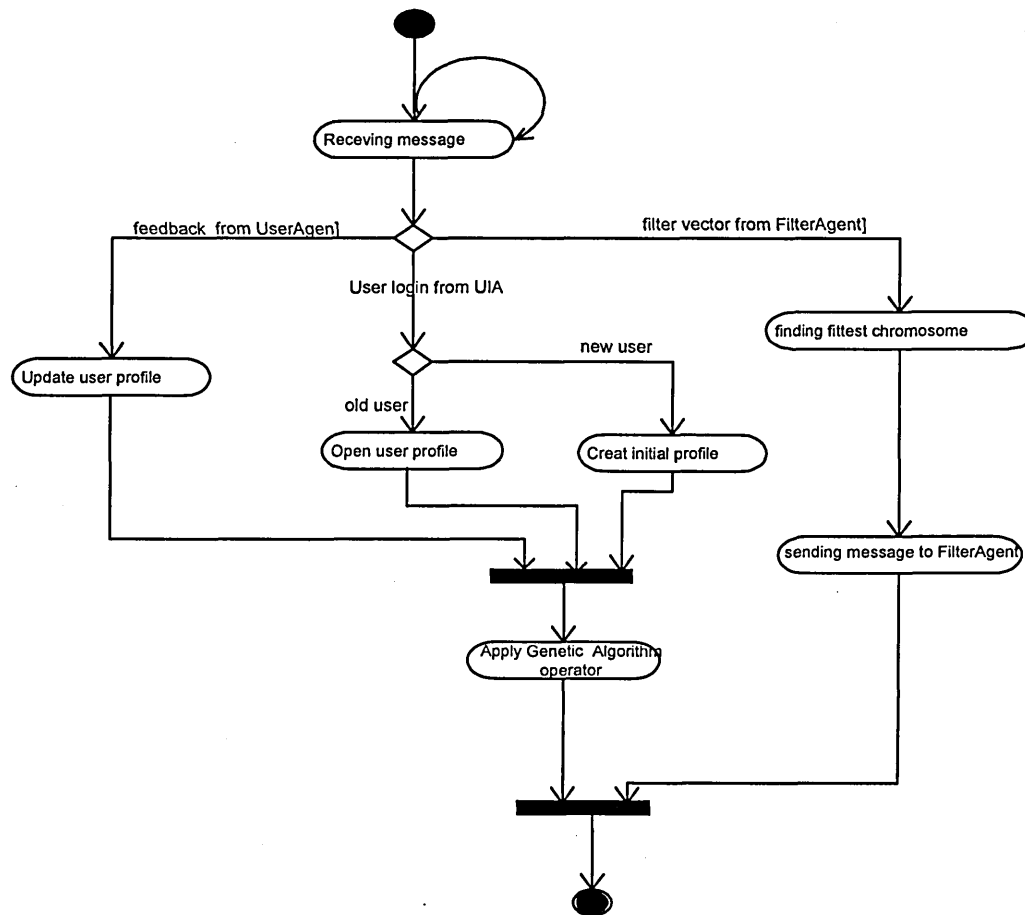 Receving message
feedback from UserAgen]
filter vector from FilterAgent]
User login from UIA
finding fittest chromosome
new user
Update user profile
old user
Open user profile
Creat initial profile
sending message to FilterAgent
Apply Genetic Algorithm
operator